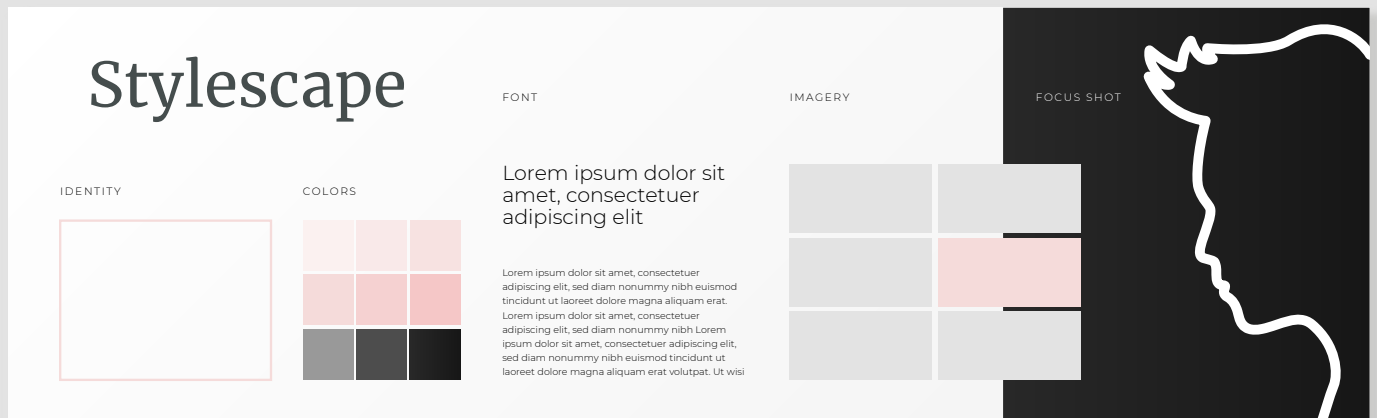 Stylescape
IDENTITY
COLORS
FONT
Lorem ipsum dolor sit
amet, consectetuer
adipiscing elit
Lorem ipsum dolor sit amet, consectetuer
adipiscing elit, sed diam nonummy nibh euismod
tincidunt ut laoreet dolore magna aliquam erat.
Lorem ipsum dolor sit amet, consectetuer
adipiscing elit, sed diam nonummy nibh Lorem
ipsum dolor sit amet, consectetuer adipiscing elit,
sed diam nonummy nibh euismod tincidunt ut
laoreet dolore magna aliquam erat volutpat. Ut wisi
IMAGERY
FOCUS SHOT